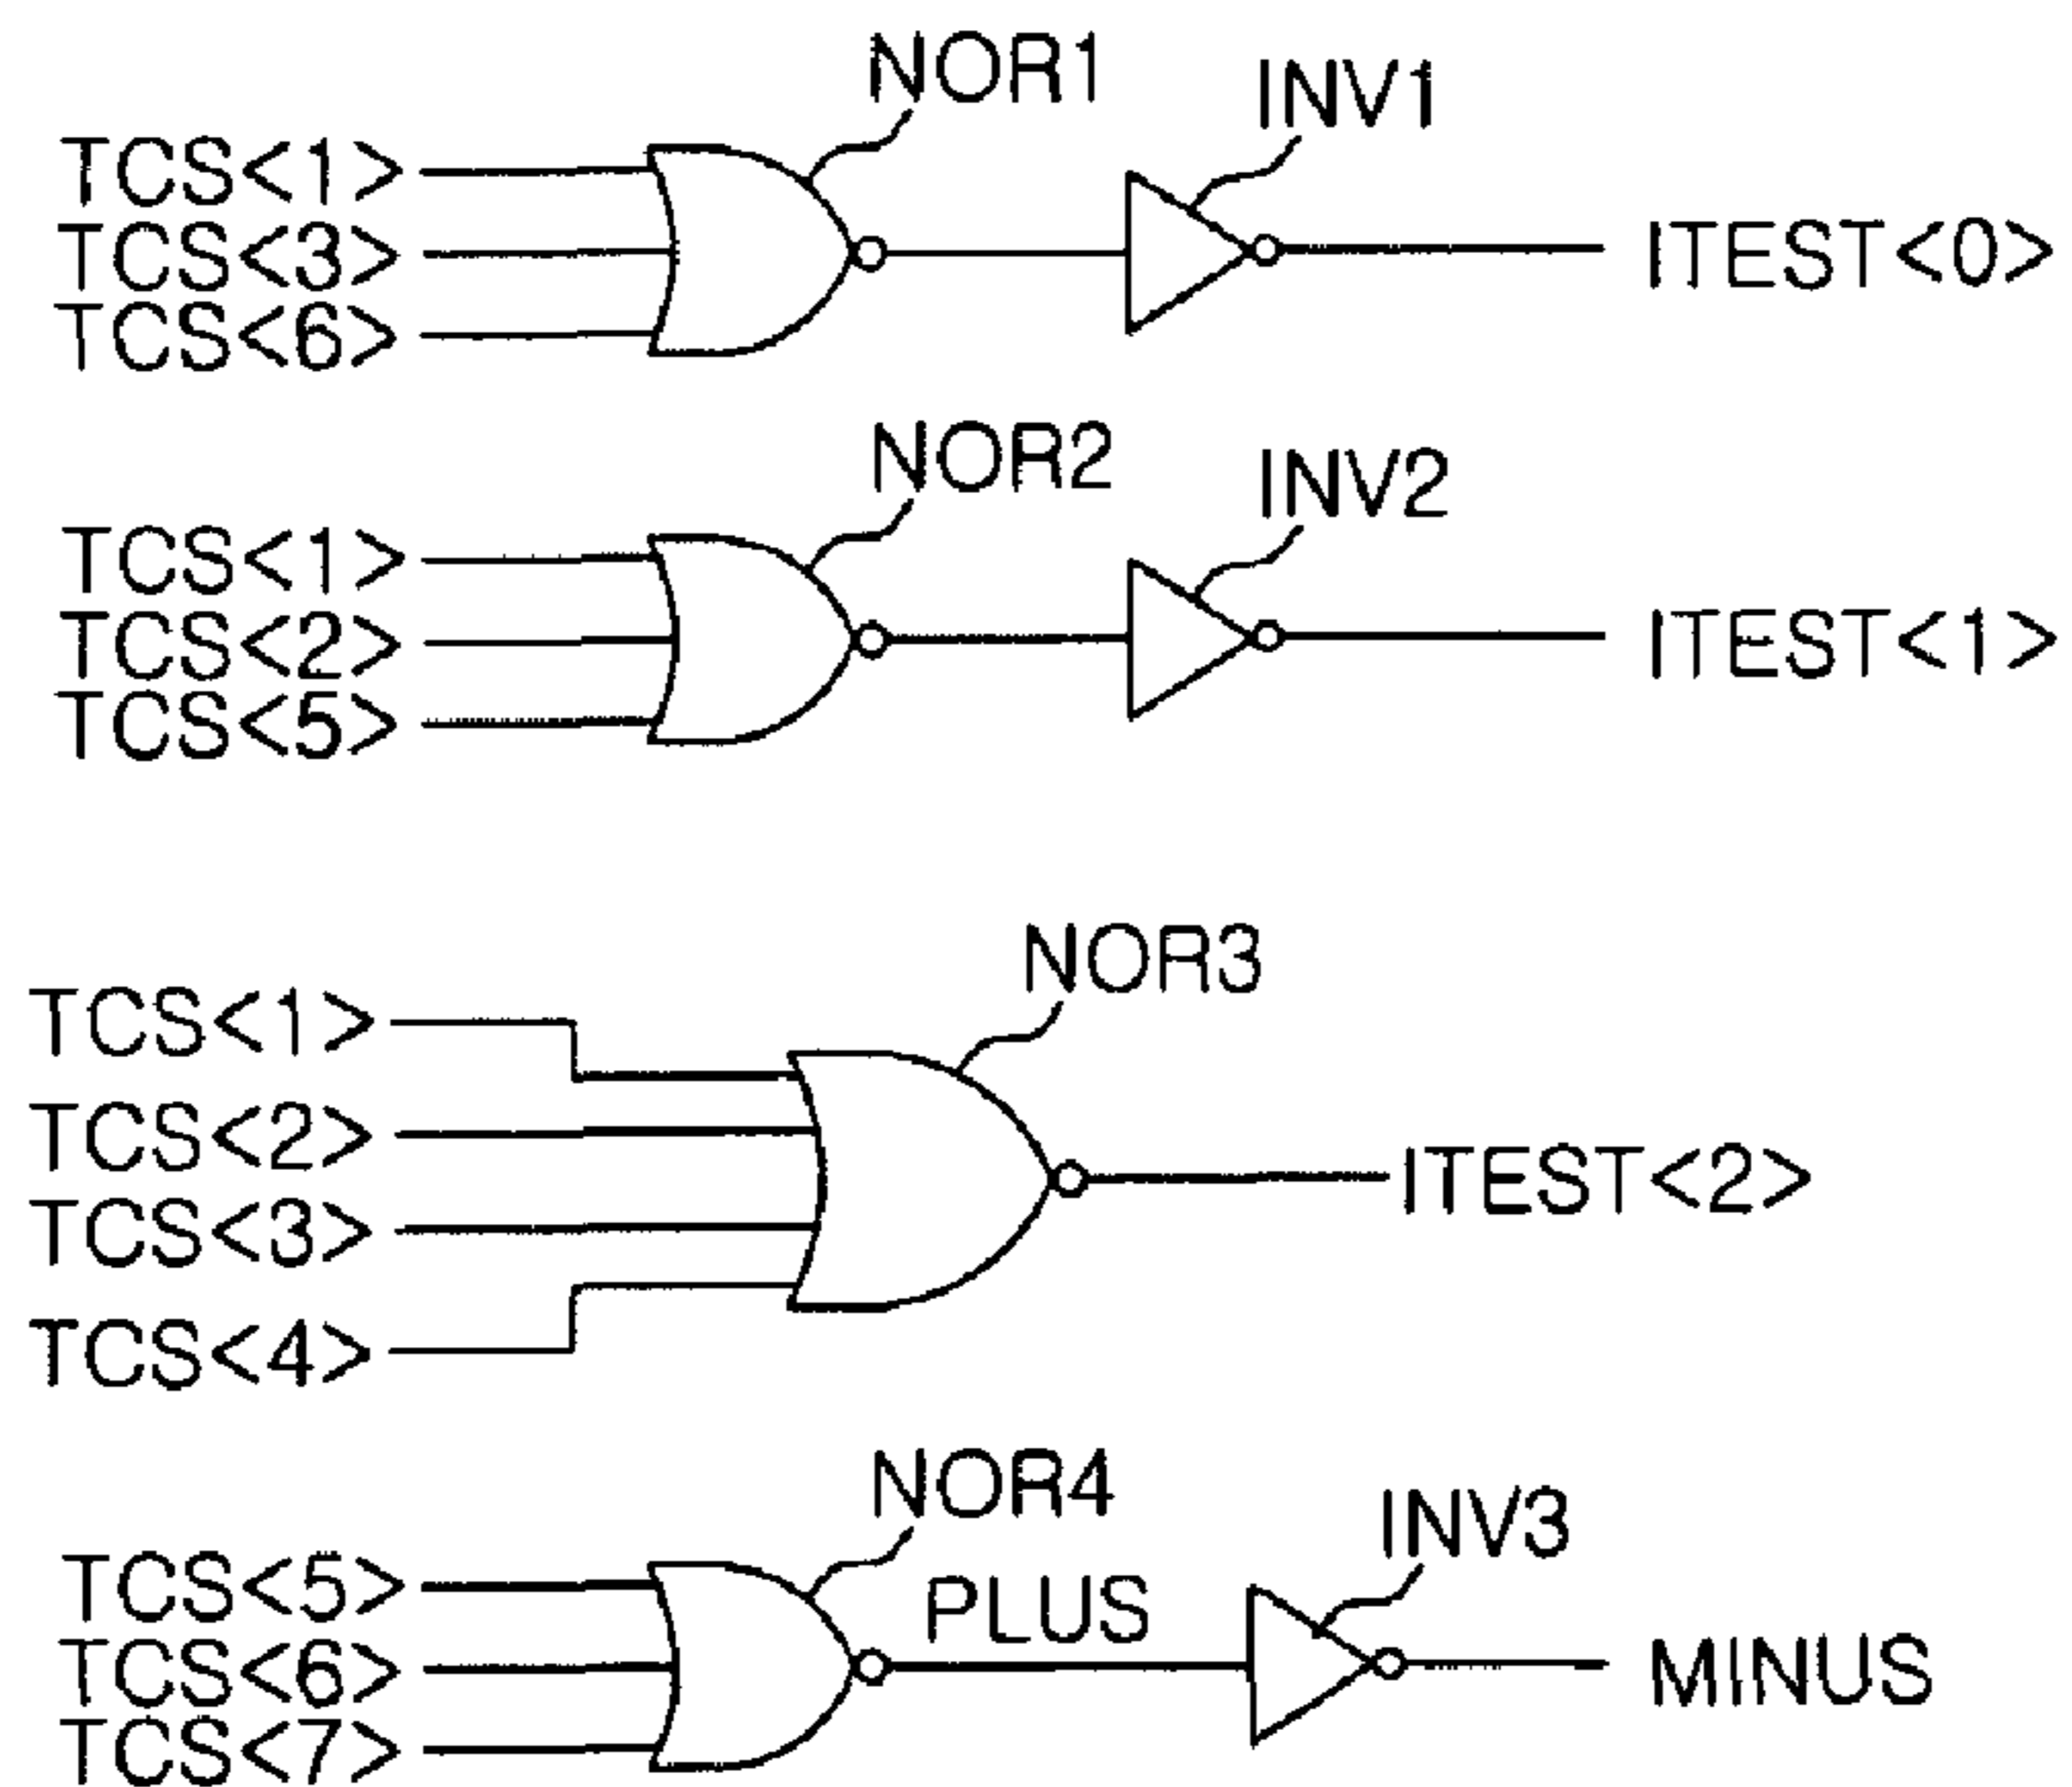 NOR1
INV1
TCS<1>
TCS<3>
TCS<6>
ITEST<0>
NOR2
INV2
TCS<1>
TCS<2>
TCS<5>
ITEST<1>
NOR3
TCS<1>
TCS<2>
TCS<3>
TCS<4>
ITEST<2>
NOR4
INV3
TCS<5>
TCS<6>
TCS<7>
PLUS
MINUS